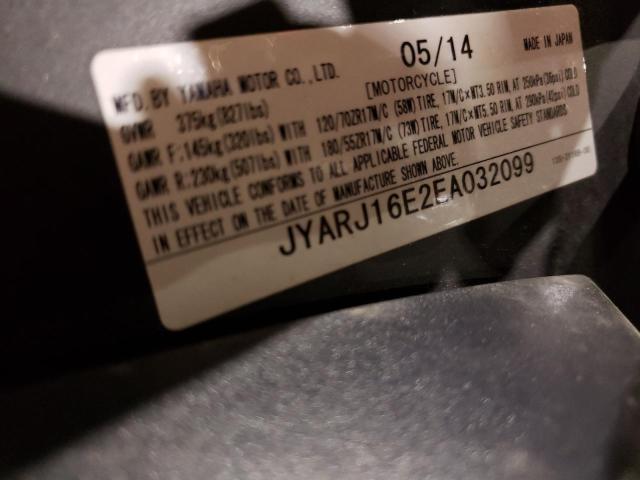 MFD. BY YAMAHA MOTOR CO., LTD. 05/14 MADE IN JAPAN
GVWR 375kg(827lbs) [MOTORCYCLE]
GAWR F:145kg(320lbs) WITH 120/70ZR17M/C (58W) TIRE, 17M/C×MT3.50 RIM, AT 250kPa(36psi) COLD
GAWR R:230kg(507lbs) WITH 180/55ZR17M/C (73W) TIRE, 17M/C×MT5.50 RIM, AT 290kPa(42psi) COLD
THIS VEHICLE CONFORMS TO ALL APPLICABLE FEDERAL MOTOR VEHICLE SAFETY STANDARDS
IN EFFECT ON THE DATE OF MANUFACTURE SHOWN ABOVE.
JYARJ16E2EA032099